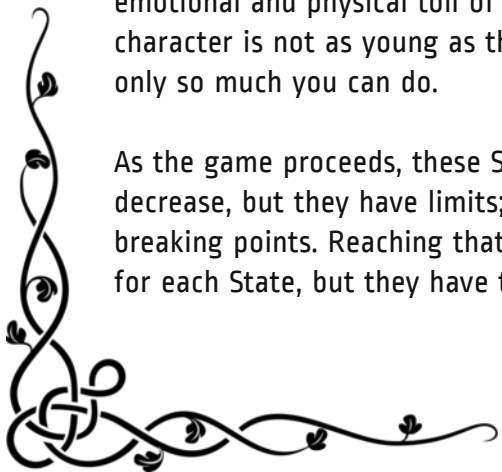 emotional and physical toll of
character is not as young as th
only so much you can do.
As the game proceeds, these S
decrease, but they have limits;
breaking points. Reaching that
for each State, but they have t